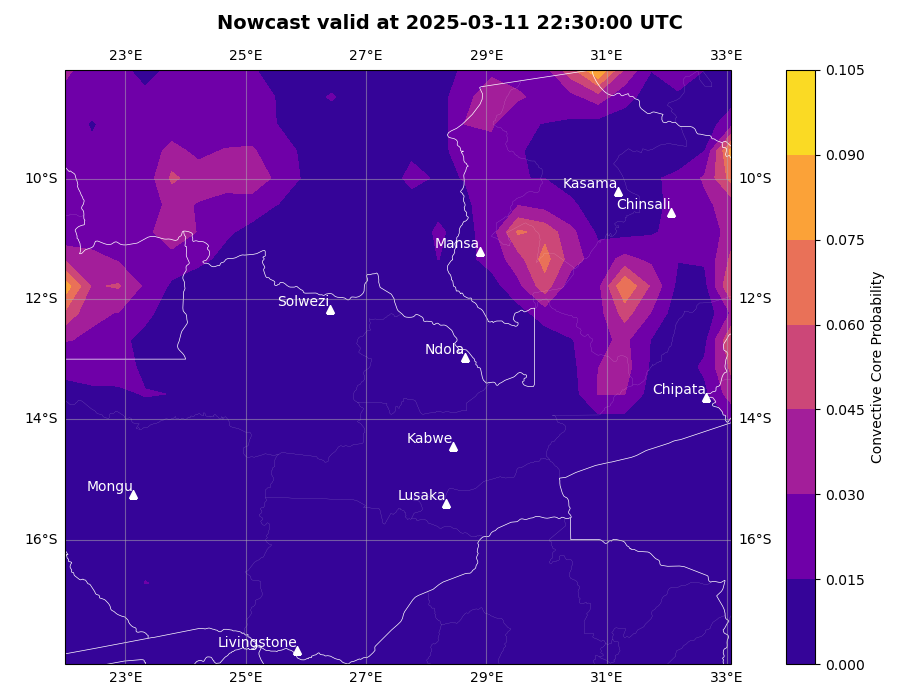 Nowcast valid at 2025-03-11 22:30:00 UTC
23°E 25°E 27°E 29°E 31°E 33°E
0.105
0.090
10°S 10°S
Kasama
Chinsali
0.075
Mansa
12°S 12°S
Solwezi
0.060
Ndola
Chipata
0.045
14°S 14°S
Kabwe
Mongu
Lusaka
0.030
16°S 16°S
0.015
Livingstone
0.000
23°E 25°E 27°E 29°E 31°E 33°E
Convective Core Probability